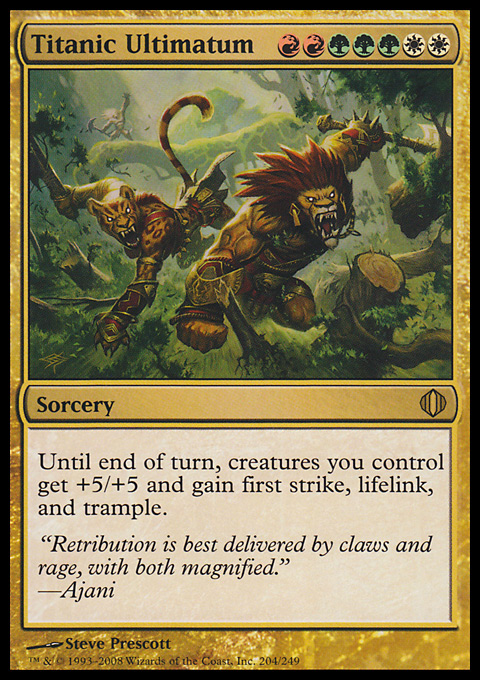 Titanic Ultimatum
Sorcery
Until end of turn, creatures you control
get +5/+5 and gain first strike, lifelink,
and trample.
“Retribution is best delivered by claws and
rage, with both magnified.”
—Ajani
Steve Prescott
™ & © 1993-2008 Wizards of the Coast, Inc. 204/249